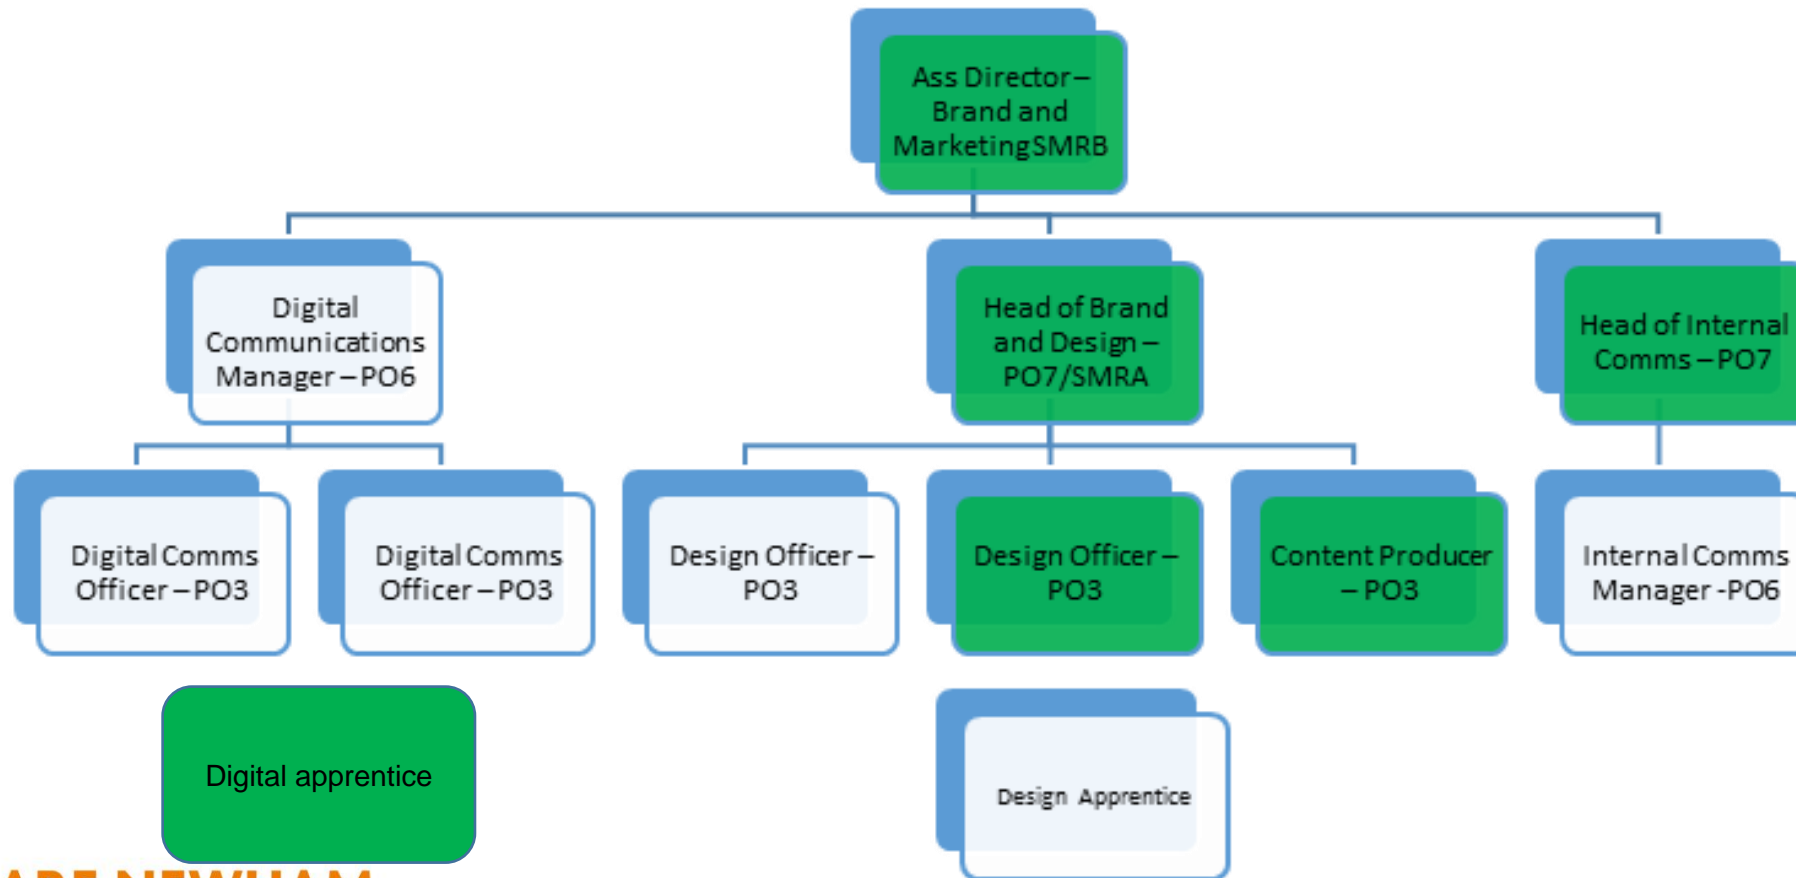 Ass Director –
Brand and
Marketing SMRB
Digital
Communications
Manager – PO6
Head of Brand
and Design –
PO7/SMRA
Head of Internal
Comms – PO7
Digital Comms
Officer – PO3
Digital Comms
Officer – PO3
Design Officer –
PO3
Design Officer –
PO3
Content Producer
– PO3
Internal Comms
Manager -PO6
Digital apprentice
Design Apprentice
ARE NEWHAM